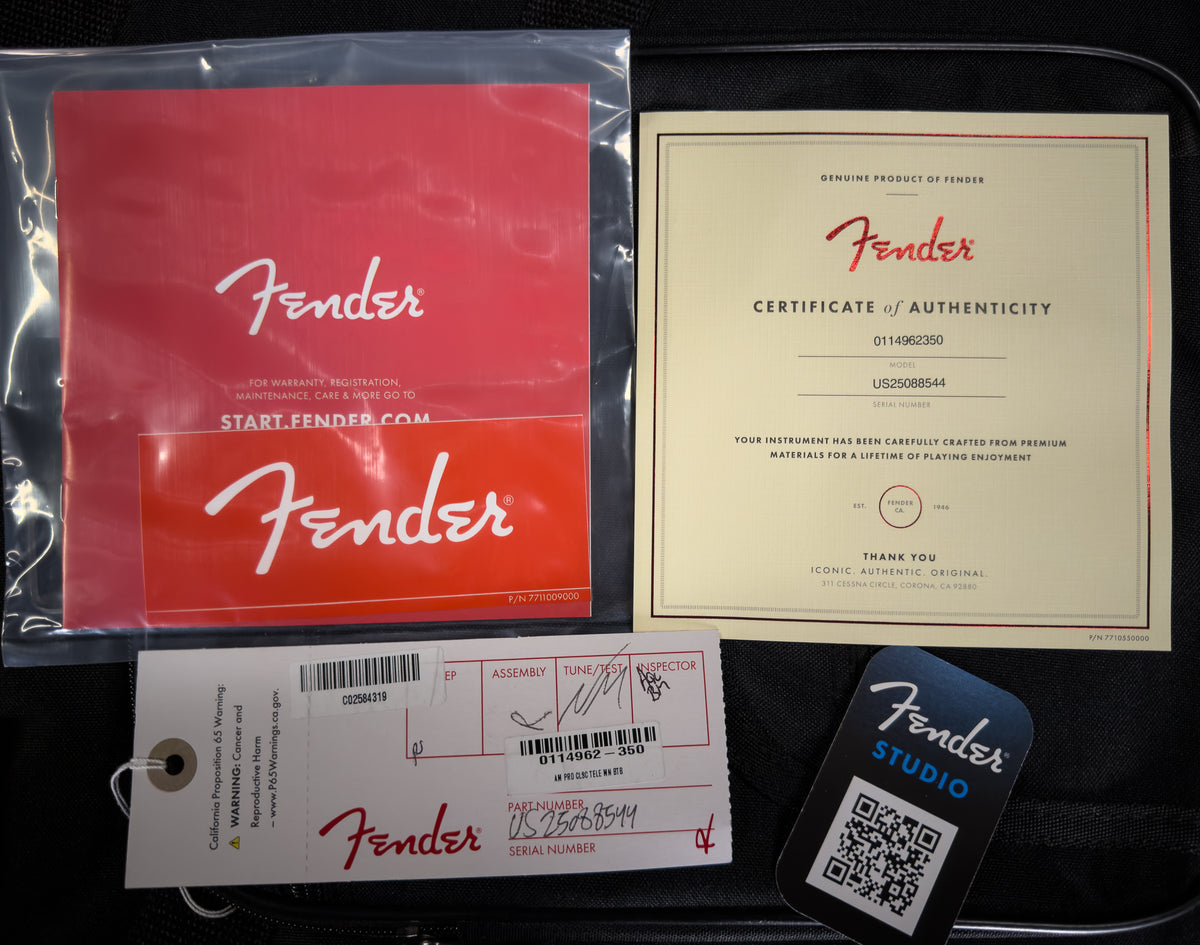 Fender®
FOR WARRANTY, REGISTRATION,
MAINTENANCE, CARE & MORE GO TO
START.FENDER.COM
Fender®
P/N 7711009000
GENUINE PRODUCT OF FENDER
Fender®
CERTIFICATE of AUTHENTICITY
0114962350
MODEL
US25088544
SERIAL NUMBER
YOUR INSTRUMENT HAS BEEN CAREFULLY CRAFTED FROM PREMIUM
MATERIALS FOR A LIFETIME OF PLAYING ENJOYMENT
EST.
FENDER
CA.
1946
THANK YOU
ICONIC. AUTHENTIC. ORIGINAL.
311 CESSNA CIRCLE, CORONA, CA 92880
P/N 7710550000
California Proposition 65 Warning:
WARNING: Cancer and
Reproductive Harm
– www.P65Warnings.ca.gov.
C02584319
EP
ASSEMBLY
TUNE/TEST
INSPECTOR
0114962-350
AM PRO CLSC TELE WN BTB
PART NUMBER
US25088544
SERIAL NUMBER
Fender®
Fender®
STUDIO